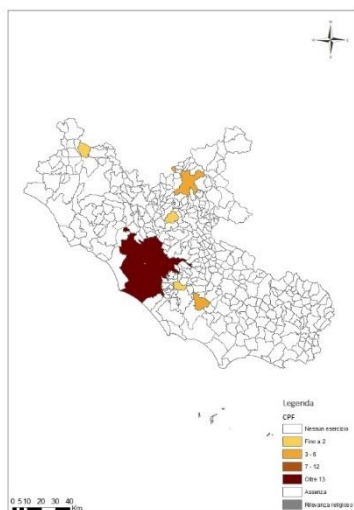 N
Legenda
CPF
Nessun esercizio
Fino a 2
3 - 6
7 - 12
Oltre 13
Assenza
Rilevanza religioso
0 5 10 20 30 40
Km